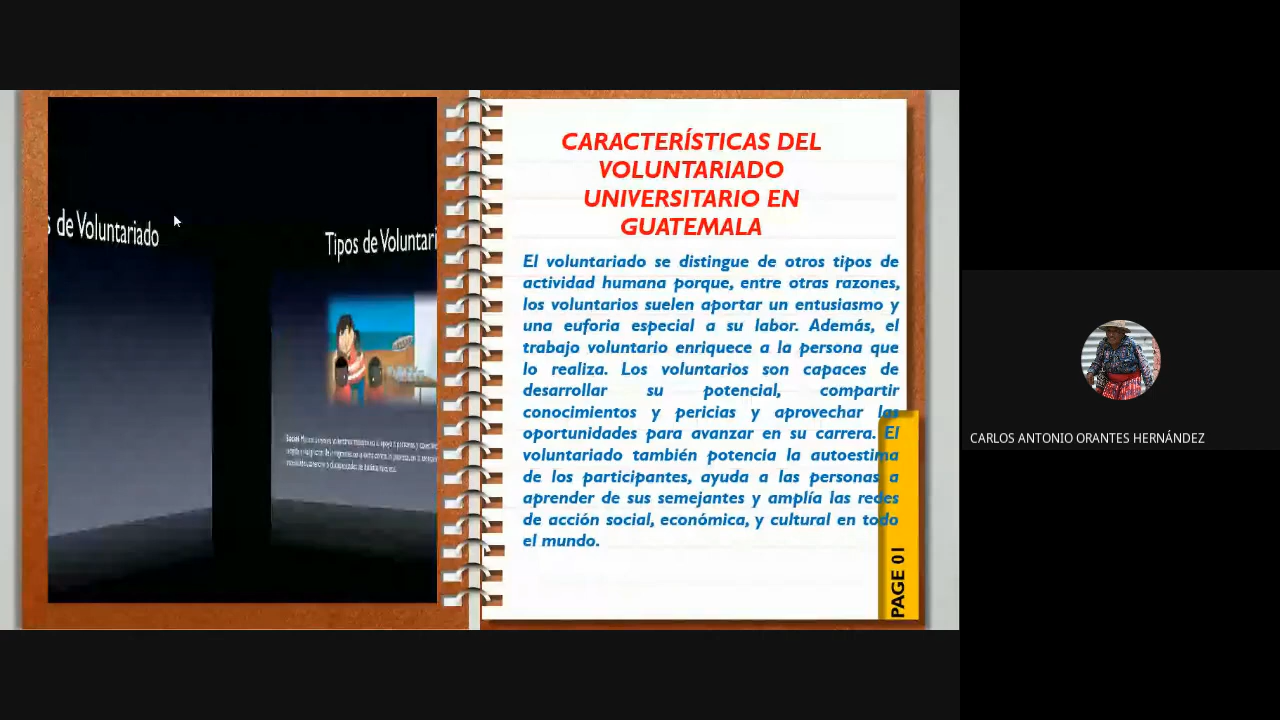 s de Voluntariado
Tipos de Voluntari
Social
CARACTERÍSTICAS DEL
VOLUNTARIADO
UNIVERSITARIO EN
GUATEMALA
El voluntariado se distingue de otros tipos de
actividad humana porque, entre otras razones,
los voluntarios suelen aportar un entusiasmo y
una euforia especial a su labor. Además, el
trabajo voluntario enriquece a la persona que
lo realiza. Los voluntarios son capaces de
desarrollar su potencial, compartir
conocimientos y pericias y aprovechar las
oportunidades para avanzar en su carrera. El
voluntariado también potencia la autoestima
de los participantes, ayuda a las personas a
aprender de sus semejantes y amplía las redes
de acción social, económica, y cultural en todo
el mundo.
PAGE 01
CARLOS ANTONIO ORANTES HERNÁNDEZ